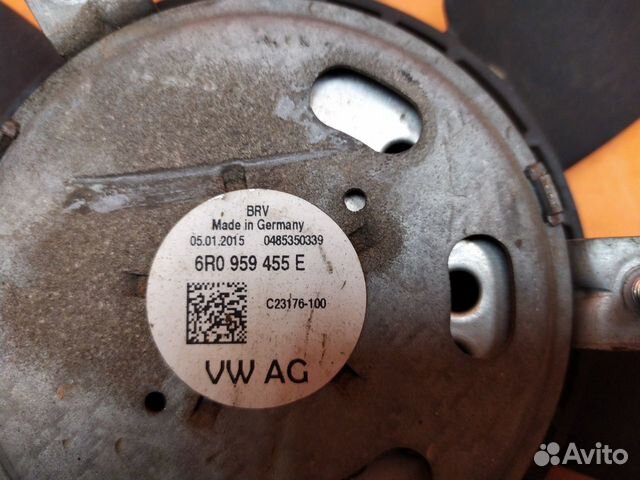 BRV
Made in Germany
05.01.2015 0485350339
6R0 959 455 E
C23176-100
VW AG
Avito